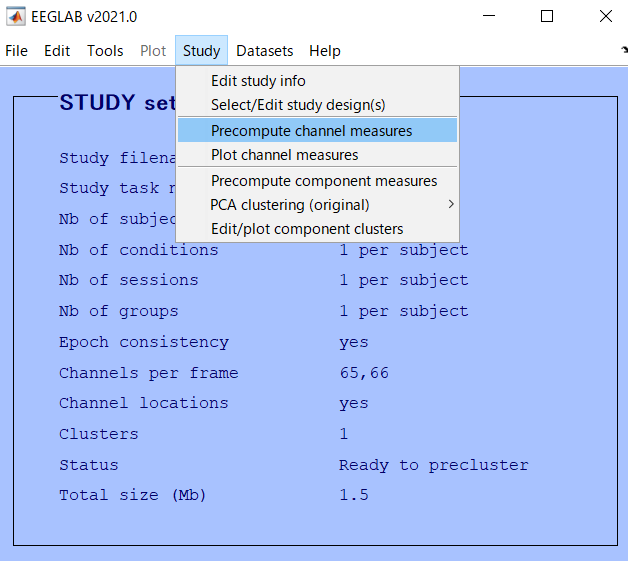 EEGLAB v2021.0
File Edit Tools Plot Study Datasets Help
Edit study info
Select/Edit study design(s)
Precompute channel measures
Plot channel measures
Precompute component measures
PCA clustering (original)
Edit/plot component clusters
STUDY set
Study filena
Study task n
Nb of subjec
Nb of conditions 1 per subject
Nb of sessions 1 per subject
Nb of groups 1 per subject
Epoch consistency yes
Channels per frame 65,66
Channel locations yes
Clusters 1
Status Ready to precluster
Total size (Mb) 1.5